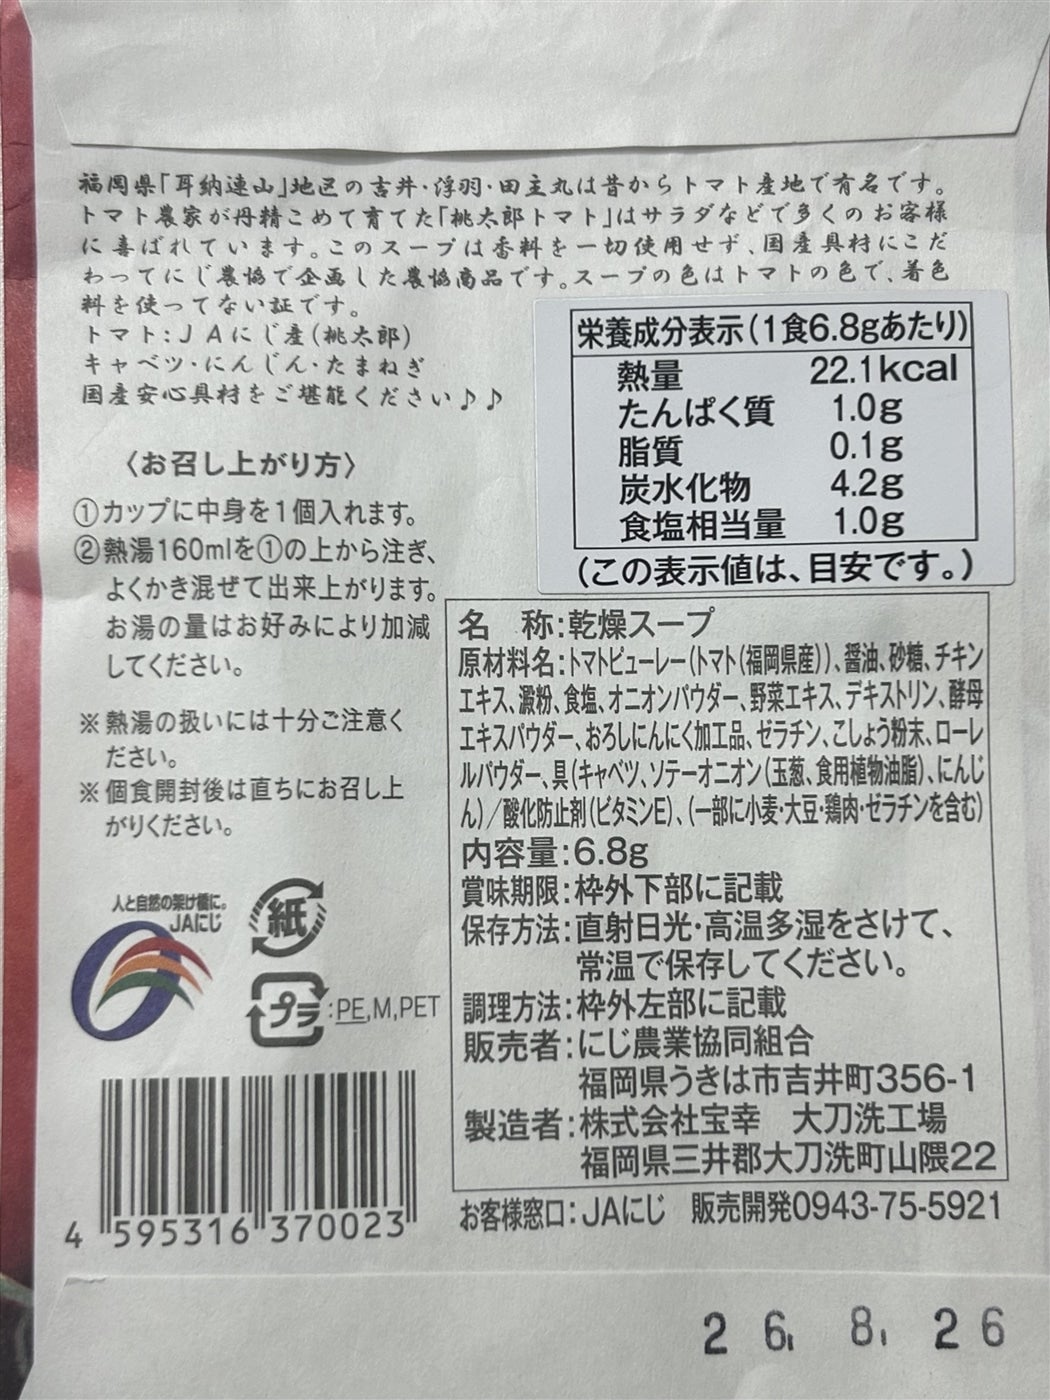 福岡県「耳納連山」地区の吉井・浮羽・田主丸は昔からトマト産地で有名です。
トマト農家が丹精こめて育てた「桃太郎トマト」はサラダなどで多くのお客様
に喜ばれています。このスープは香料を一切使用せず、国産具材にこだ
わってにじ農協で企画した農協商品です。スープの色はトマトの色で、着色
料を使ってない証です。
トマト:JAにじ産(桃太郎)
キャベツ・にんじん・たまねぎ
国産安心具材をご堪能ください♪♪
〈お召し上がり方〉
①カップに中身を1個入れます。
②熱湯160mlを①の上から注ぎ、
よくかき混ぜて出来上がります。
お湯の量はお好みにより加減
してください。
※熱湯の扱いには十分ご注意く
ださい。
※個食開封後は直ちにお召し上
がりください。
栄養成分表示(1食6.8gあたり)
熱量 22.1kcal
たんぱく質 1.0g
脂質 0.1g
炭水化物 4.2g
食塩相当量 1.0g
(この表示値は、目安です。)
名 称:乾燥スープ
原材料名:トマトピューレー(トマト(福岡県産))、醤油、砂糖、チキン
エキス、澱粉、食塩、オニオンパウダー、野菜エキス、デキストリン、酵母
エキスパウダー、おろしにんにく加工品、ゼラチン、こしょう粉末、ローレ
ルパウダー、具(キャベツ、ソテーオニオン(玉葱、食用植物油脂)、にんじ
ん)/酸化防止剤(ビタミンE)、(一部に小麦・大豆・鶏肉・ゼラチンを含む)
内容量:6.8g
賞味期限:枠外下部に記載
保存方法:直射日光・高温多湿をさけて、
常温で保存してください。
調理方法:枠外左部に記載
販売者:にじ農業協同組合
福岡県うきは市吉井町356-1
製造者:株式会社宝幸 大刀洗工場
福岡県三井郡大刀洗町山隈22
お客様窓口:JAにじ 販売開発0943-75-5921
人と自然の架け橋に。
JAにじ
紙
プラ:PE,M,PET
4 595316 370023
26. 8. 26